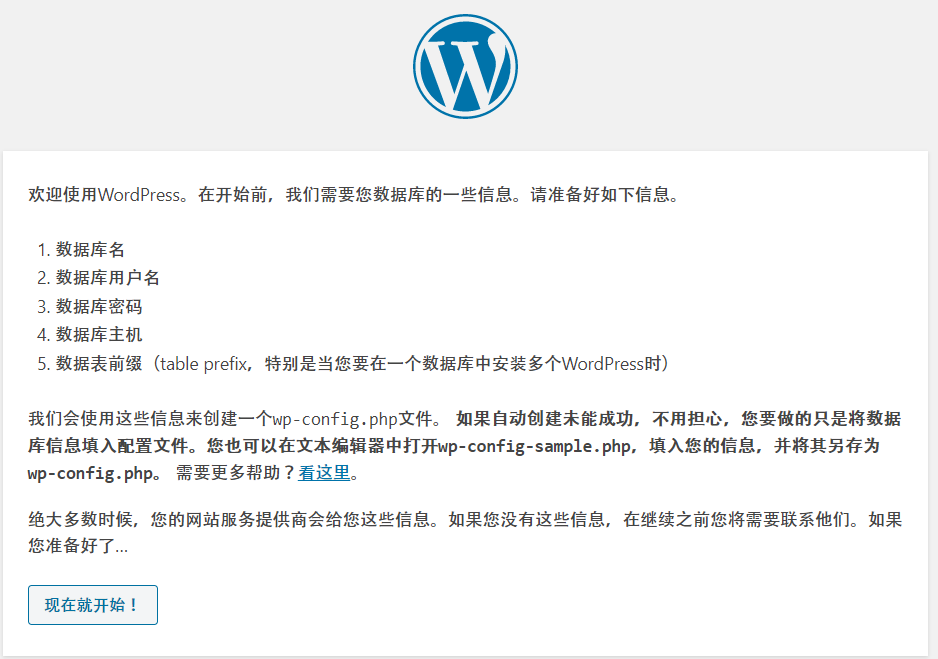 欢迎使用WordPress。在开始前，我们需要您数据库的一些信息。请准备好如下信息。
1. 数据库名
2. 数据库用户名
3. 数据库密码
4. 数据库主机
5. 数据表前缀（table prefix，特别是当您要在一个数据库中安装多个WordPress时）
我们会使用这些信息来创建一个wp-config.php文件。 如果自动创建未能成功，不用担心，您要做的只是将数据
库信息填入配置文件。您也可以在文本编辑器中打开wp-config-sample.php，填入您的信息，并将其另存为
wp-config.php。 需要更多帮助？看这里。
绝大多数时候，您的网站服务提供商会给您这些信息。如果您没有这些信息，在继续之前您将需要联系他们。如果
您准备好了…
现在就开始！